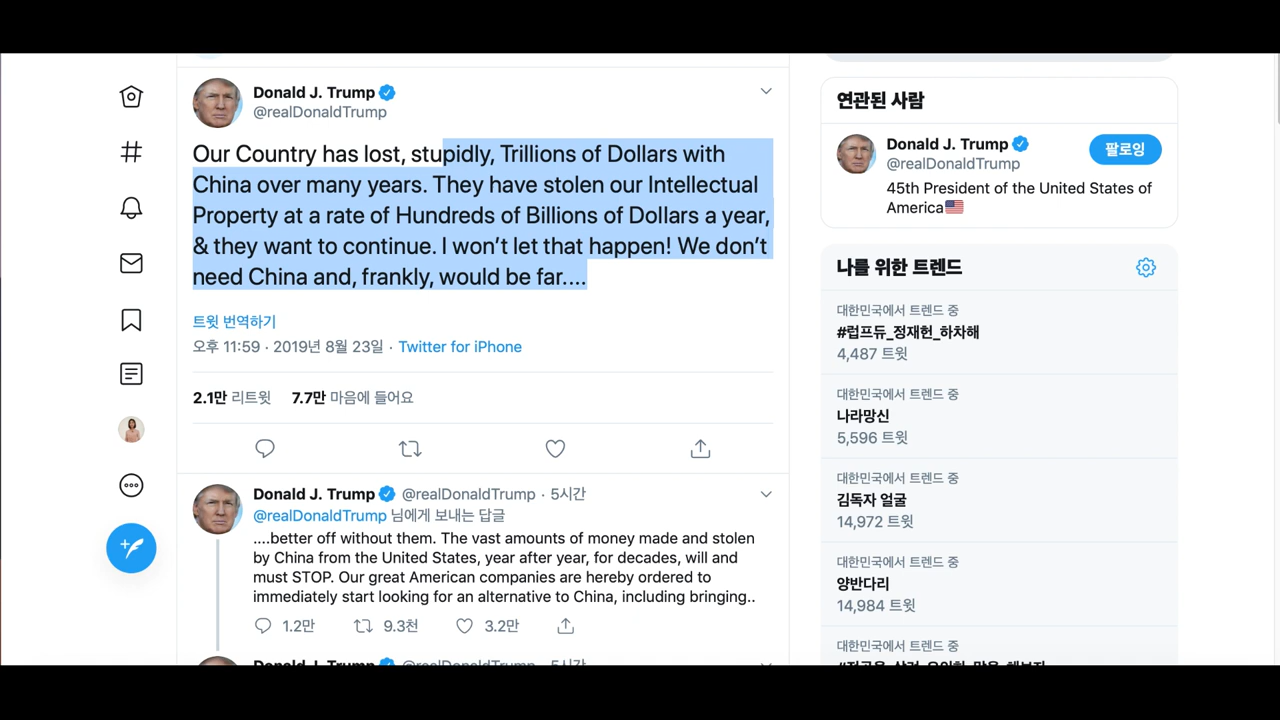 Donald J. Trump
@realDonaldTrump
Our Country has lost, stupidly, Trillions of Dollars with
China over many years. They have stolen our Intellectual
Property at a rate of Hundreds of Billions of Dollars a year,
& they want to continue. I won’t let that happen! We don’t
need China and, frankly, would be far....
트윗 번역하기
오후 11:59 · 2019년 8월 23일 · Twitter for iPhone
2.1만 리트윗 7.7만 마음에 들어요
Donald J. Trump @realDonaldTrump · 5시간
@realDonaldTrump 님에게 보내는 답글
....better off without them. The vast amounts of money made and stolen
by China from the United States, year after year, for decades, will and
must STOP. Our great American companies are hereby ordered to
immediately start looking for an alternative to China, including bringing..
1.2만 9.3천 3.2만
Donald J. Trump @realDonaldTrump · 5시간
연관된 사람
Donald J. Trump
@realDonaldTrump
팔로잉
45th President of the United States of
America
나를 위한 트렌드
대한민국에서 트렌드 중
#럽프듀_정재헌_하차해
4,487 트윗
대한민국에서 트렌드 중
나라망신
5,596 트윗
대한민국에서 트렌드 중
김독자 얼굴
14,972 트윗
대한민국에서 트렌드 중
양반다리
14,984 트윗
대한민국에서 트렌드 중